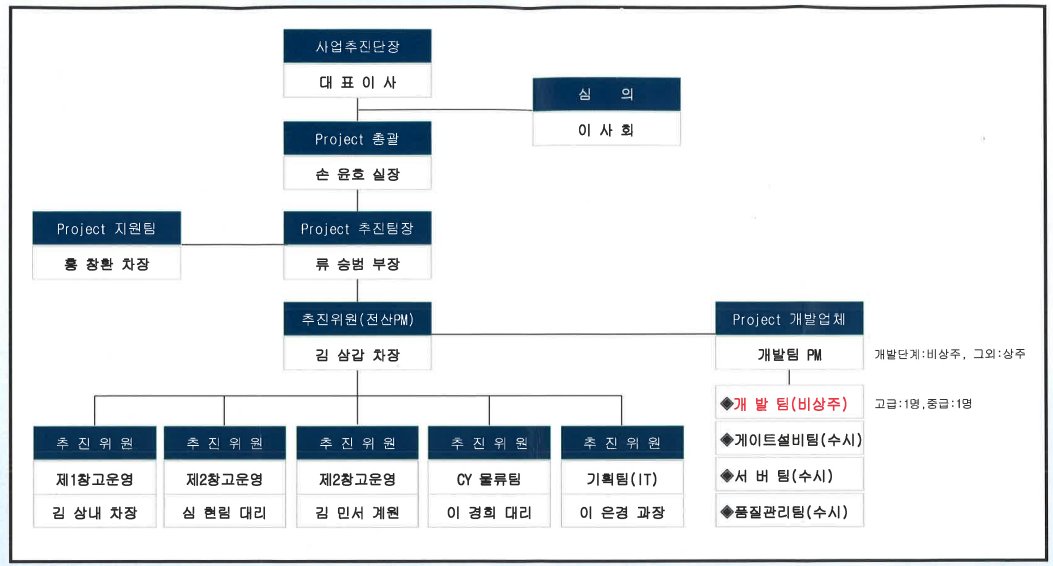 사업추진단장
대 표 이 사
심 의
이 사 회
Project 총괄
손 윤호 실장
Project 지원팀
홍 창환 차장
Project 추진팀장
류 승범 부장
추진위원(전산PM)
김 삼갑 차장
Project 개발업체
개발팀 PM
개발단계:비상주, 그외:상주
◈개 발 팀(비상주)
고급:1명,중급:1명
◈게이트설비팀(수시)
◈서 버 팀(수시)
◈품질관리팀(수시)
추 진 위 원
제1창고운영
김 상내 차장
추 진 위 원
제2창고운영
심 현림 대리
추 진 위 원
제2창고운영
김 민서 계원
추 진 위 원
CY 물류팀
이 경희 대리
추 진 위 원
기획팀(IT)
이 은경 과장